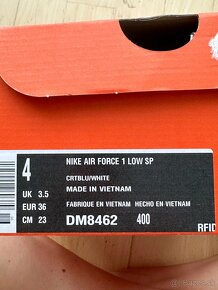 4
NIKE AIR FORCE 1 LOW SP
CRTBLU/WHITE
MADE IN VIETNAM
UK 3.5
EUR 36
CM 23
FABRIQUE EN VIETNAM HECHO EN VIETNAM
DM8462 400
RFID